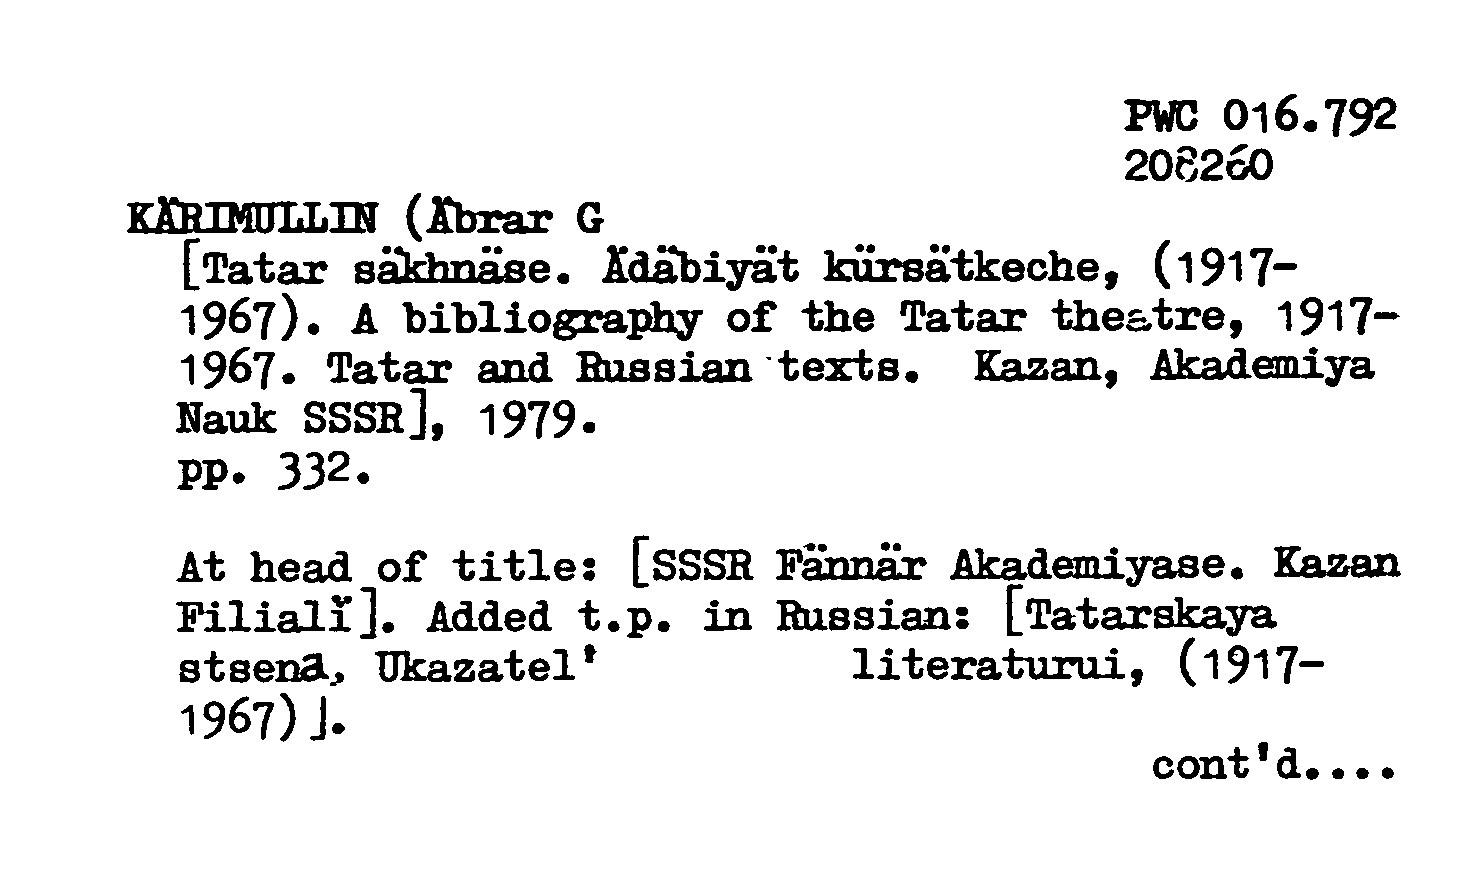 PWC 016.792
208260
KÄRIMULLIN (Äbrar G
[Tatar säkhnäse. Ädäbiyät kürsätkeche, (1917-
1967). A bibliography of the Tatar theatre, 1917-
1967. Tatar and Russian texts. Kazan, Akademiya
Nauk SSSR], 1979.
pp. 332.
At head of title: [SSSR Fännär Akademiyase. Kazan
Filialï]. Added t.p. in Russian: [Tatarskaya
stsena, Ukazatel' literaturui, (1917-
1967)].
cont'd....